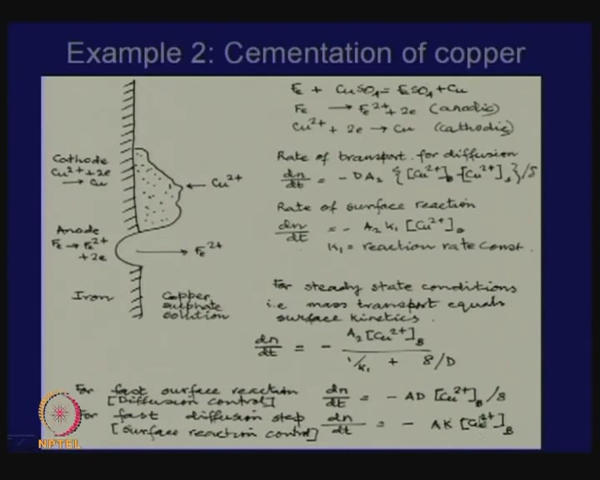 Example 2: Cementation of copper
Fe + CuSO4 = FeSO4 + Cu
Fe → Fe2+ + 2e (anodic)
Cu2+ + 2e → Cu (cathodic)
Cathode
Cu2+ + 2e
→ Cu
Cu2+
Anode
Fe → Fe2+
+ 2e
Fe2+
Iron
Copper
sulphate
solution
Rate of transport for diffusion
dn/dt = - DA2 {[Cu2+]B - [Cu2+]s}/δ
Rate of surface reaction
dn/dt = - A2 K1 [Cu2+]s
K1 = reaction rate const.
For steady state conditions
i.e mass transport equals
surface kinetics.
dn/dt = - A2 [Cu2+]B / (1/K1 + δ/D)
For fast surface reaction dn/dt = - AD [Cu2+]B/δ
[Diffusion control]
For fast diffusion step dn/dt = - AK [Cu2+]B
[Surface reaction control]
NPTEL